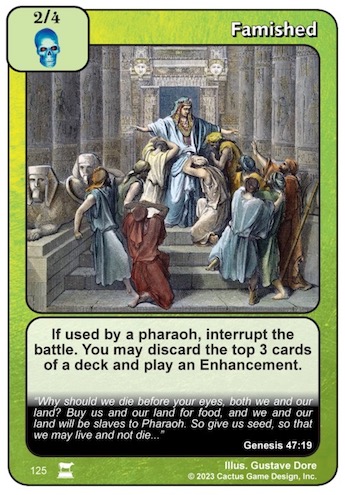 2/4
Famished
If used by a pharaoh, interrupt the
battle. You may discard the top 3 cards
of a deck and play an Enhancement.
"Why should we die before your eyes, both we and our
land? Buy us and our land for food, and we and our
land will be slaves to Pharaoh. So give us seed, so that
we may live and not die..."
Genesis 47:19
Illus. Gustave Dore
125
© 2023 Cactus Game Design, Inc.